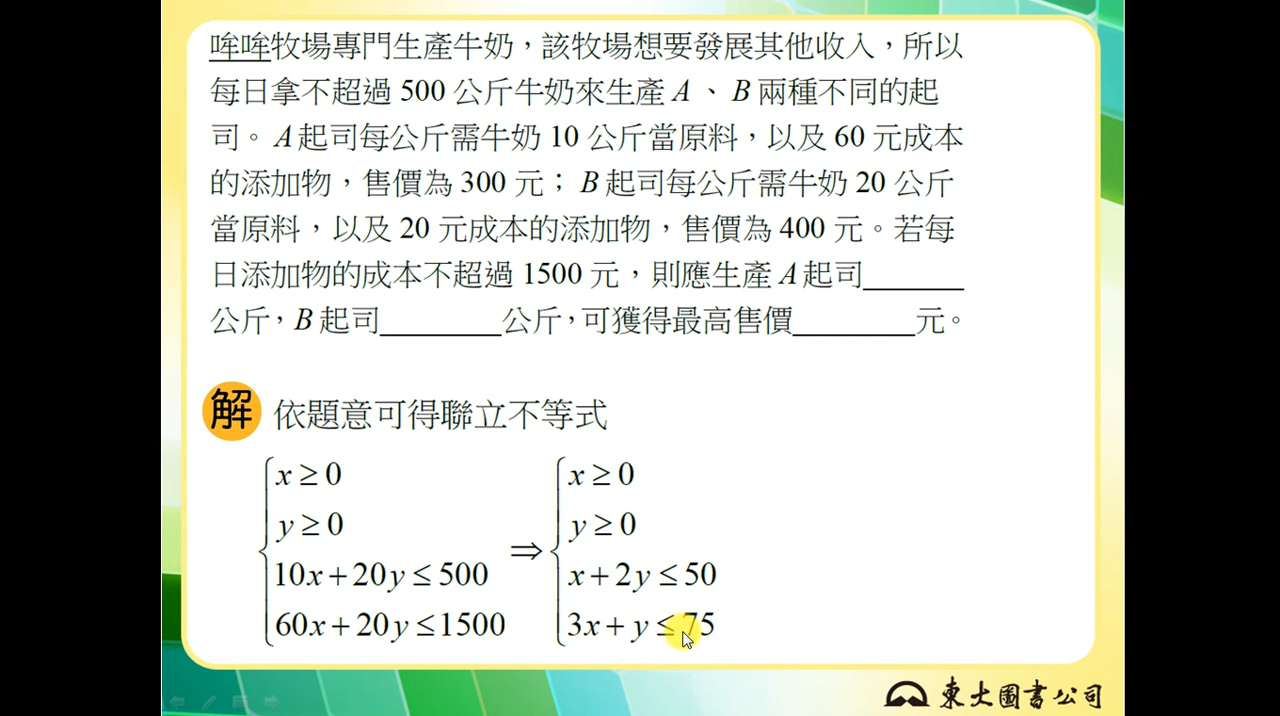 哞哞牧場專門生產牛奶，該牧場想要發展其他收入，所以
每日拿不超過 500 公斤牛奶來生產 A、B 兩種不同的起
司。A 起司每公斤需牛奶 10 公斤當原料，以及 60 元成本
的添加物，售價為 300 元；B 起司每公斤需牛奶 20 公斤
當原料，以及 20 元成本的添加物，售價為 400 元。若每
日添加物的成本不超過 1500 元，則應生產 A 起司______
公斤，B 起司_______公斤，可獲得最高售價_______元。
解 依題意可得聯立不等式
x ≥ 0 x ≥ 0
y ≥ 0 y ≥ 0
⇒
10x + 20y ≤ 500 x + 2y ≤ 50
60x + 20y ≤ 1500 3x + y ≤ 75
東大圖書公司